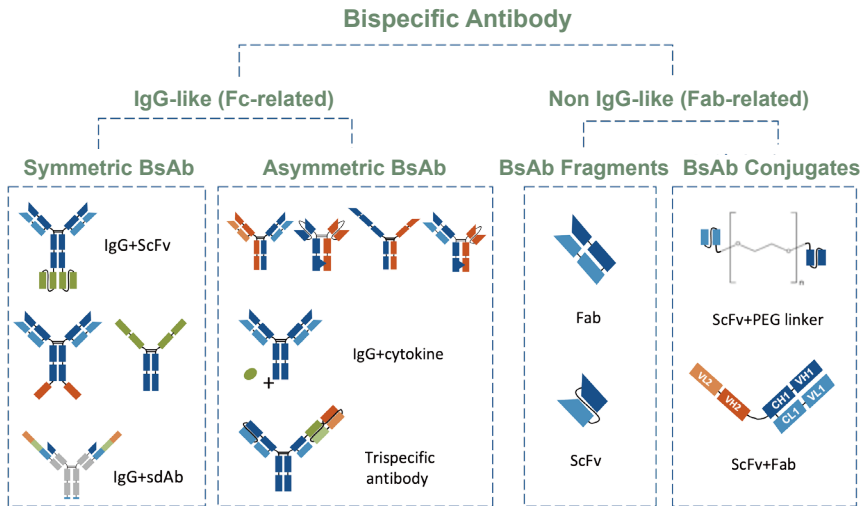 Bispecific Antibody
IgG-like (Fc-related)
Non IgG-like (Fab-related)
Symmetric BsAb
Asymmetric BsAb
BsAb Fragments
BsAb Conjugates
IgG+ScFv
IgG+sdAb
IgG+cytokine
+
Trispecific
antibody
Fab
ScFv
n
ScFv+PEG linker
VL2
VH2
CH1
VH1
CL1
VL1
ScFv+Fab